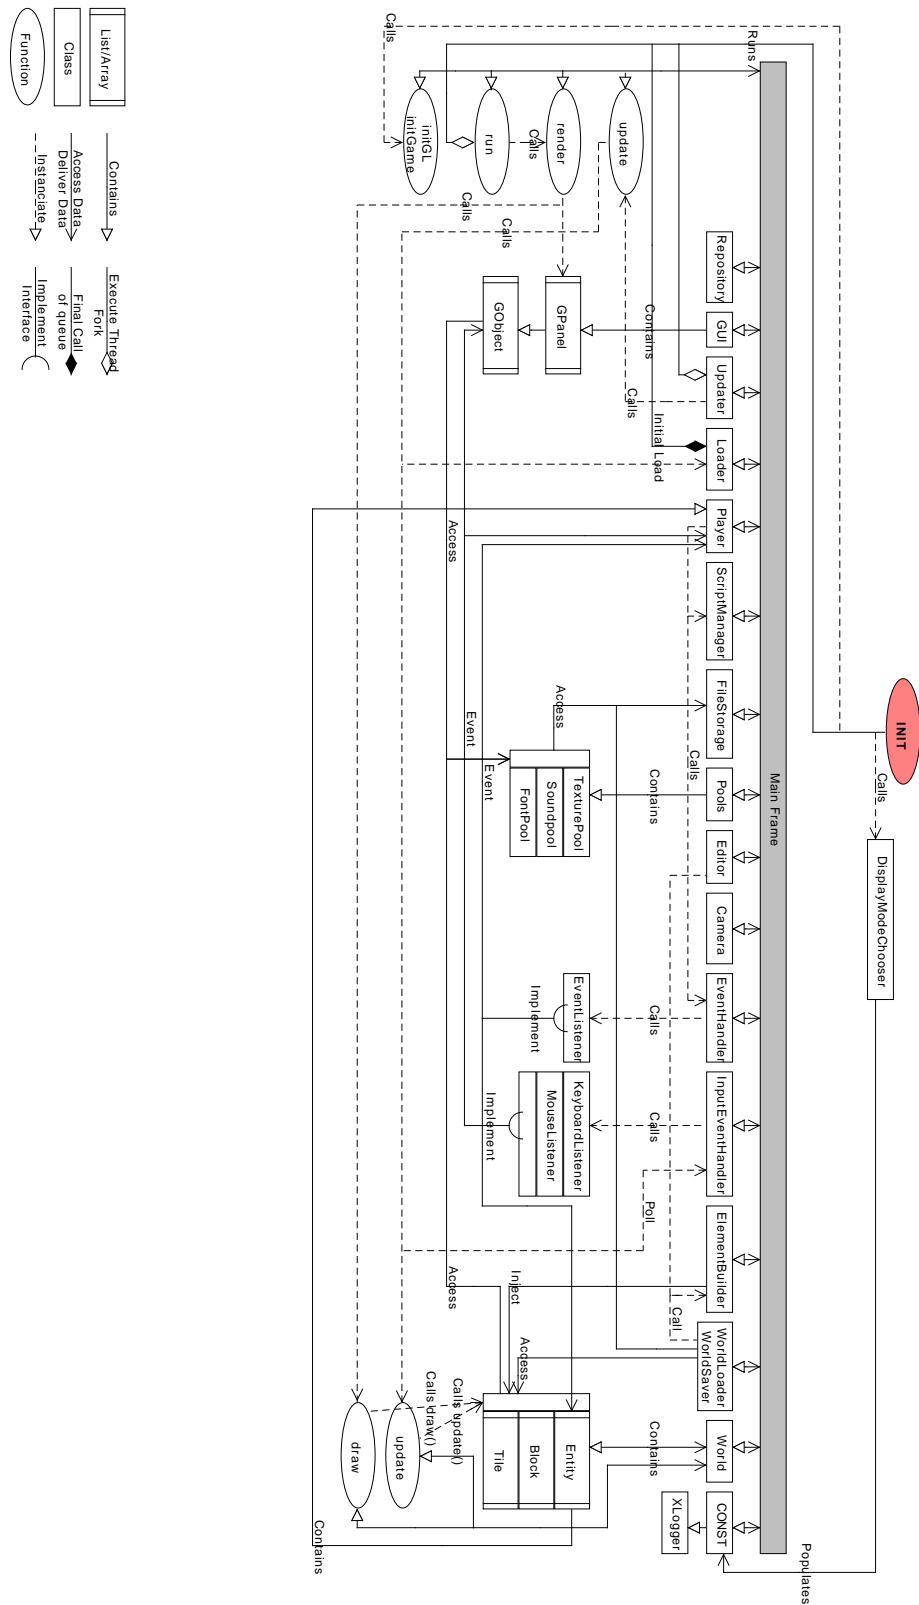 INIT
Calls
DisplayModeChooser
Populates
Calls
Runs
Main Frame
Repository
GUI
Updater
Loader
Player
ScriptManager
FileStorage
Pools
Editor
Camera
EventHandler
InputEventHandler
ElementBuilder
WorldLoader
WorldSaver
World
CONST
XLogger
update
render
run
initGL
initGame
Calls
Calls
Calls
Calls
Contains
Initial Load
GPanel
GObject
Calls
Access
Access
Event
Event
Contains
TexturePool
Soundpool
FontPool
Calls
EventListener
Implement
Calls
KeyboardListener
MouseListener
Implement
Poll
Call
Inject
Access
Access
Contains
Entity
Block
Tile
Calls update()
Calls draw()
update
draw
Contains
List/Array
Class
Function
Contains
Access Data
Deliver Data
Instanciate
Execute Thread
Fork
Final Call
of queue
Implement
Interface